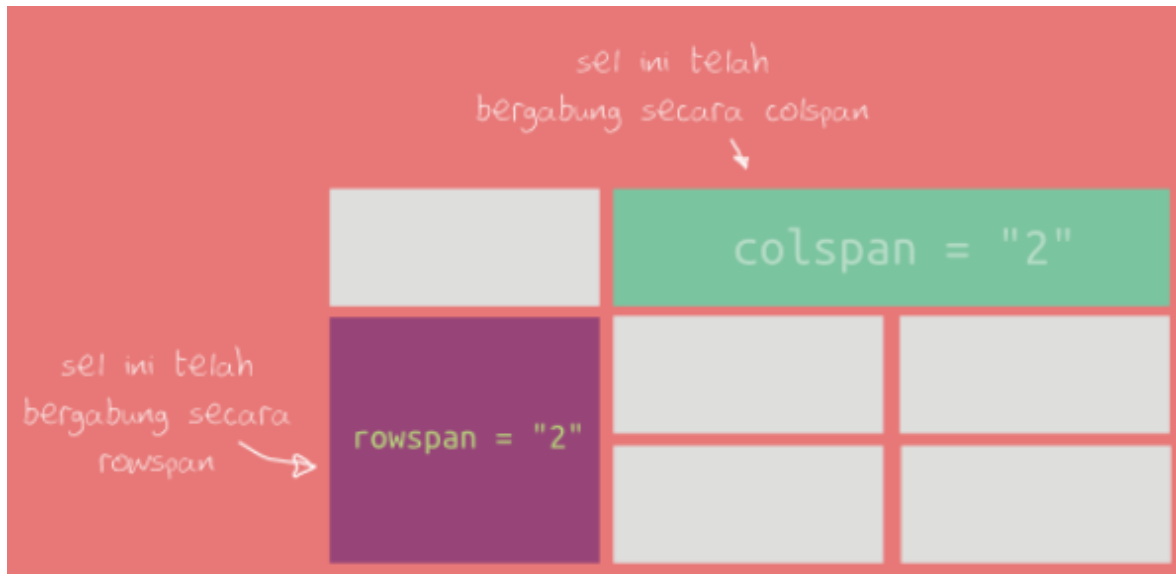 sel ini telah
bergabung secara colspan
colspan = "2"
sel ini telah
bergabung secara
rowspan
rowspan = "2"